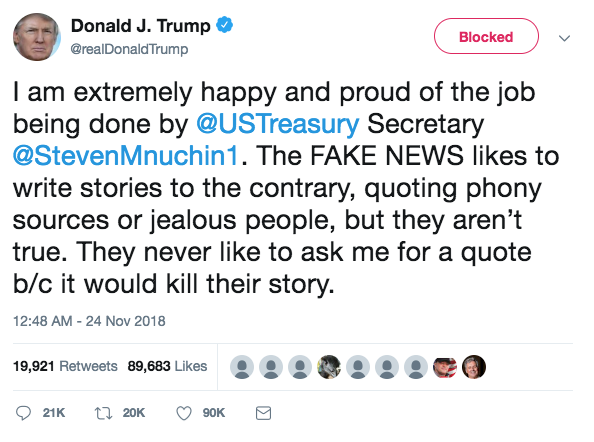 Donald J. Trump
@realDonaldTrump
Blocked
I am extremely happy and proud of the job
being done by @USTreasury Secretary
@StevenMnuchin1. The FAKE NEWS likes to
write stories to the contrary, quoting phony
sources or jealous people, but they aren’t
true. They never like to ask me for a quote
b/c it would kill their story.
12:48 AM - 24 Nov 2018
19,921 Retweets 89,683 Likes
21K 20K 90K